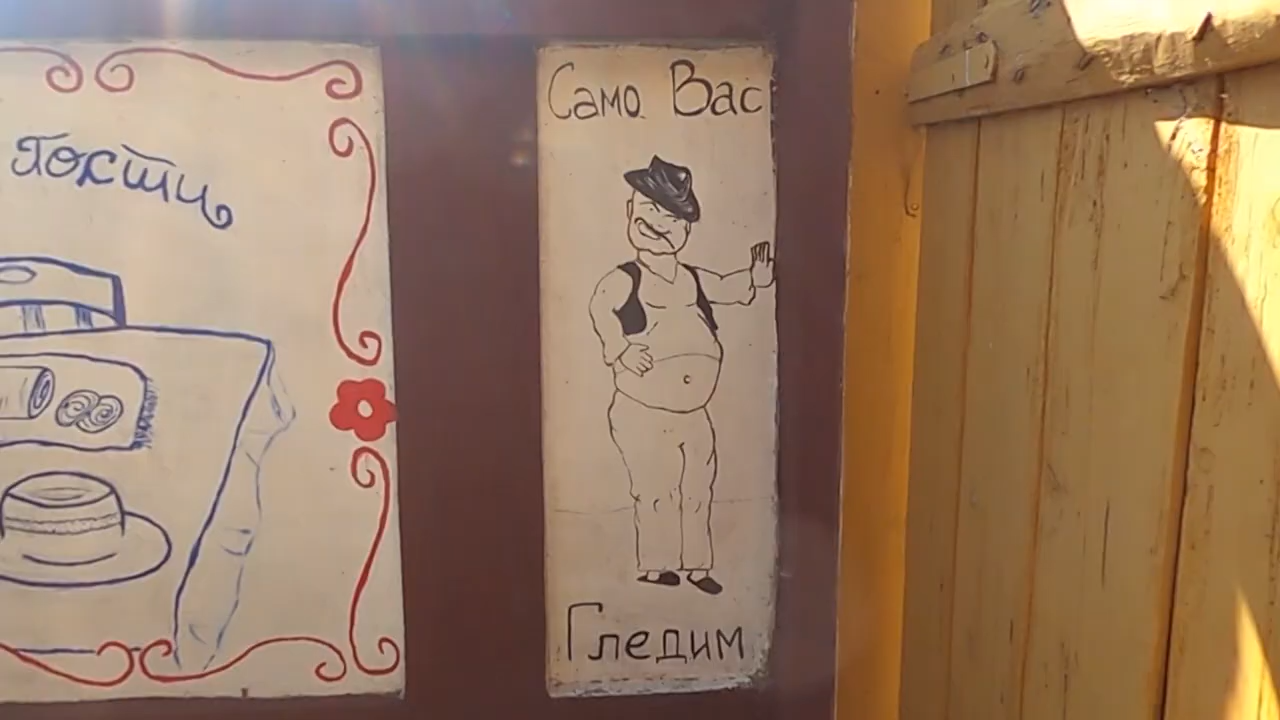 гости
Само Вас
Гледим